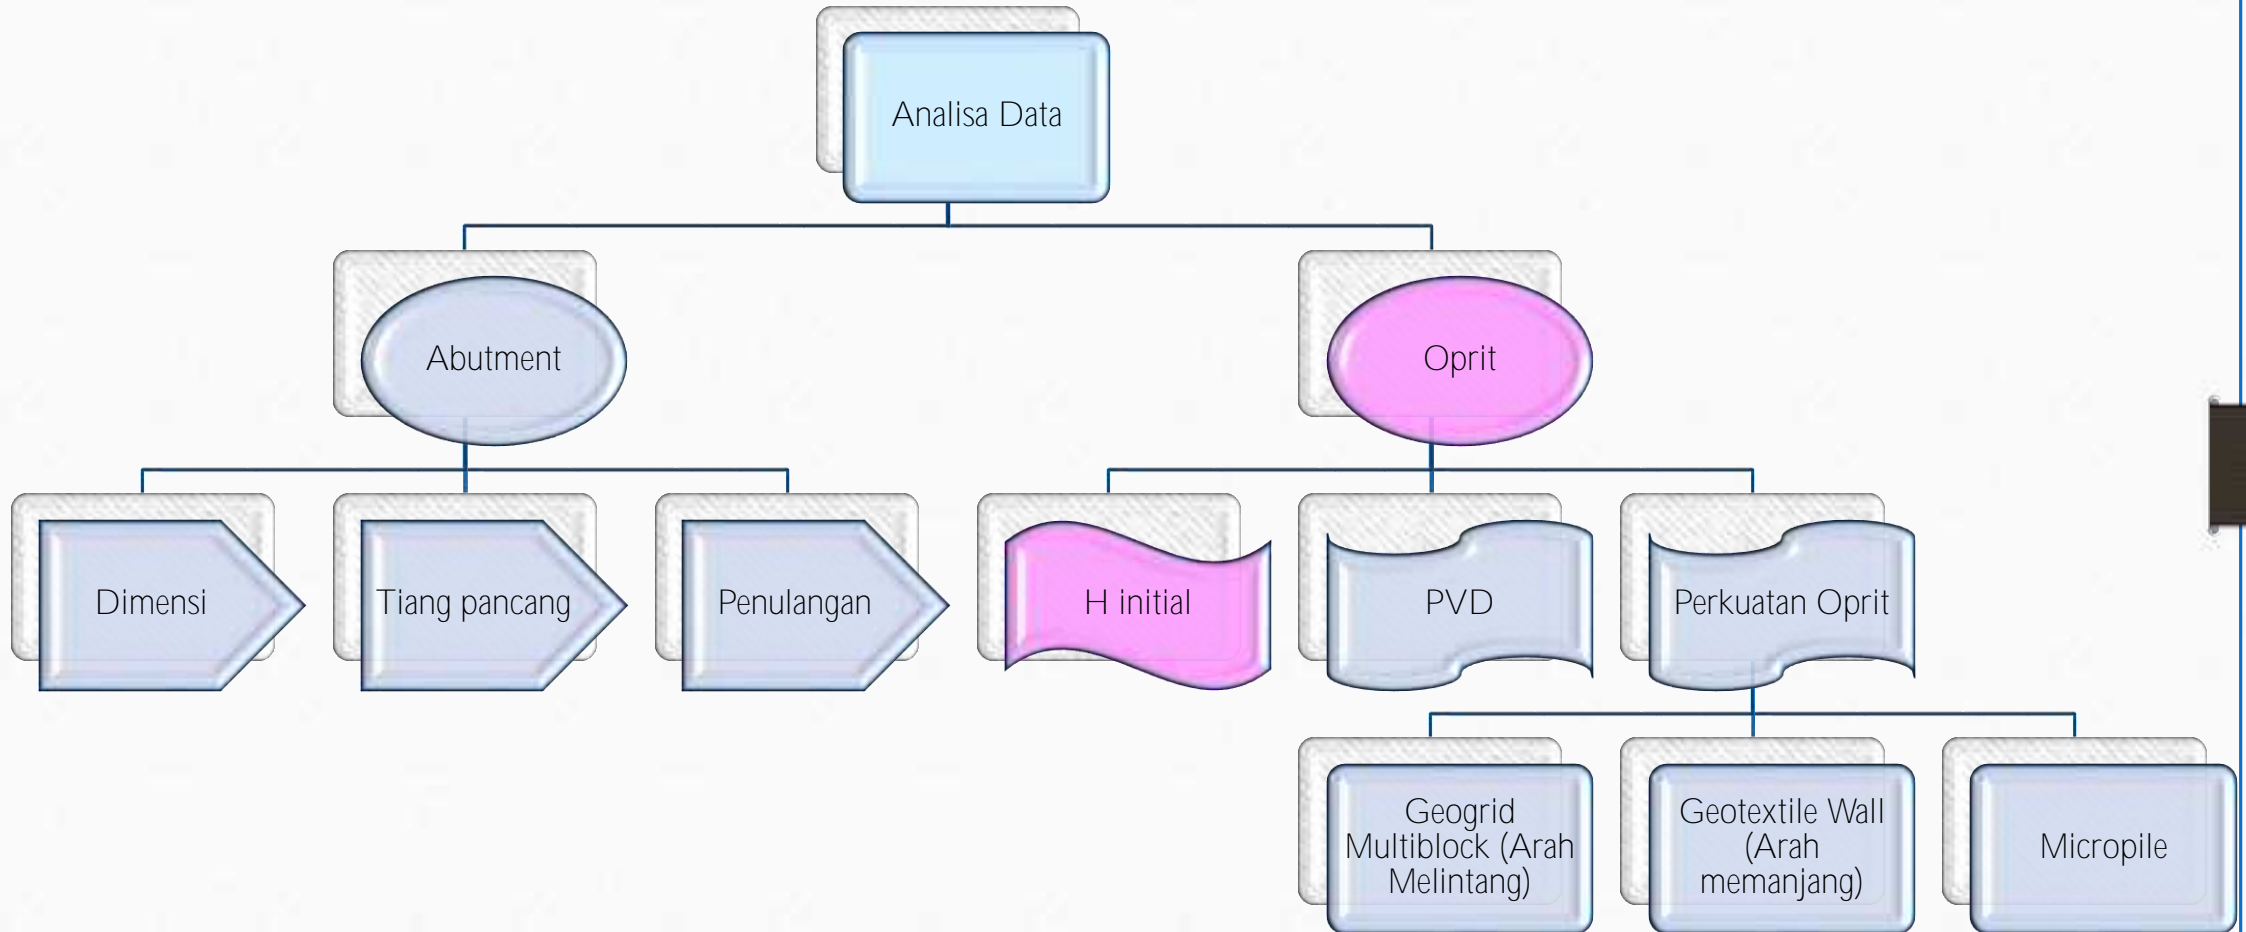 Analisa Data
Abutment
Oprit
Dimensi
Tiang pancang
Penulangan
H initial
PVD
Perkuatan Oprit
Geogrid
Multiblock (Arah
Melintang)
Geotextile Wall
(Arah
memanjang)
Micropile